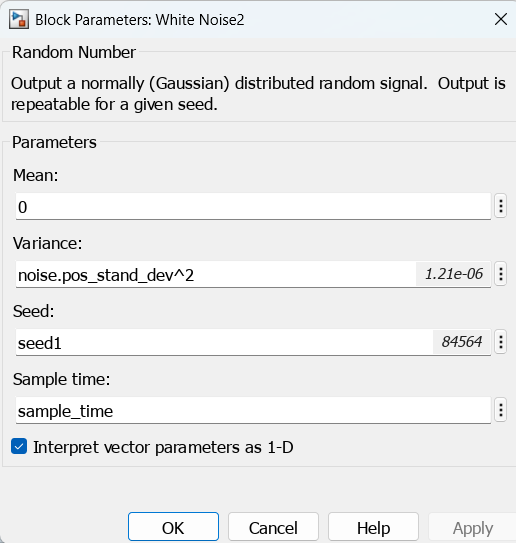 Block Parameters: White Noise2
Random Number
Output a normally (Gaussian) distributed random signal.  Output is
repeatable for a given seed.
Parameters
Mean:
0
Variance:
noise.pos_stand_dev^2 1.21e-06
Seed:
seed1 84564
Sample time:
sample_time
Interpret vector parameters as 1-D
OK Cancel Help Apply